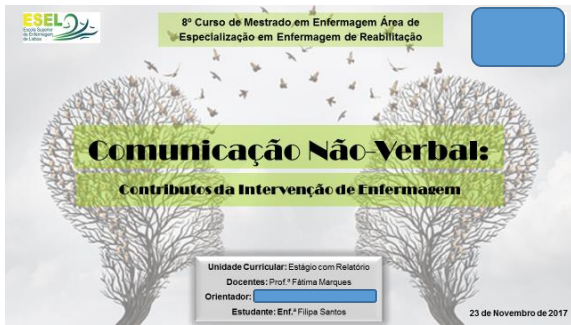 ESEL
Escola Superior
de Enfermagem
de Lisboa
8º Curso de Mestrado em Enfermagem Área de
Especialização em Enfermagem de Reabilitação
Comunicação Não-Verbal:
Contributos da Intervenção de Enfermagem
Unidade Curricular: Estágio com Relatório
Docentes: Prof.ª Fátima Marques
Orientador:
Estudante: Enf.ª Filipa Santos
23 de Novembro de 2017